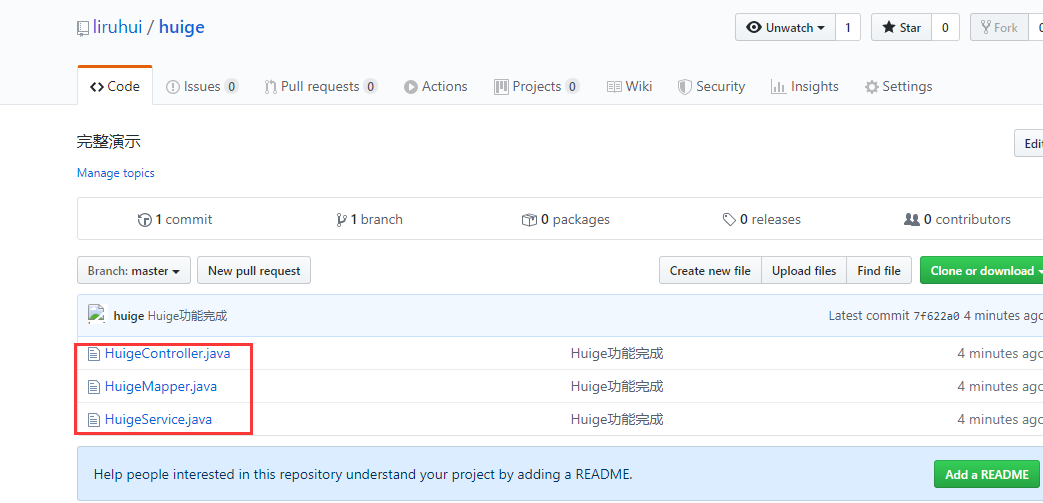 liruhui / huige Unwatch 1 Star 0 Fork 0
Code Issues 0 Pull requests 0 Actions Projects 0 Wiki Security Insights Settings
完整演示 Edit
Manage topics
1 commit 1 branch 0 packages 0 releases 0 contributors
Branch: master New pull request Create new file Upload files Find file Clone or download
huige Huige功能完成 Latest commit 7f622a0 4 minutes ago
HuigeController.java Huige功能完成 4 minutes ago
HuigeMapper.java Huige功能完成 4 minutes ago
HuigeService.java Huige功能完成 4 minutes ago
Help people interested in this repository understand your project by adding a README. Add a README